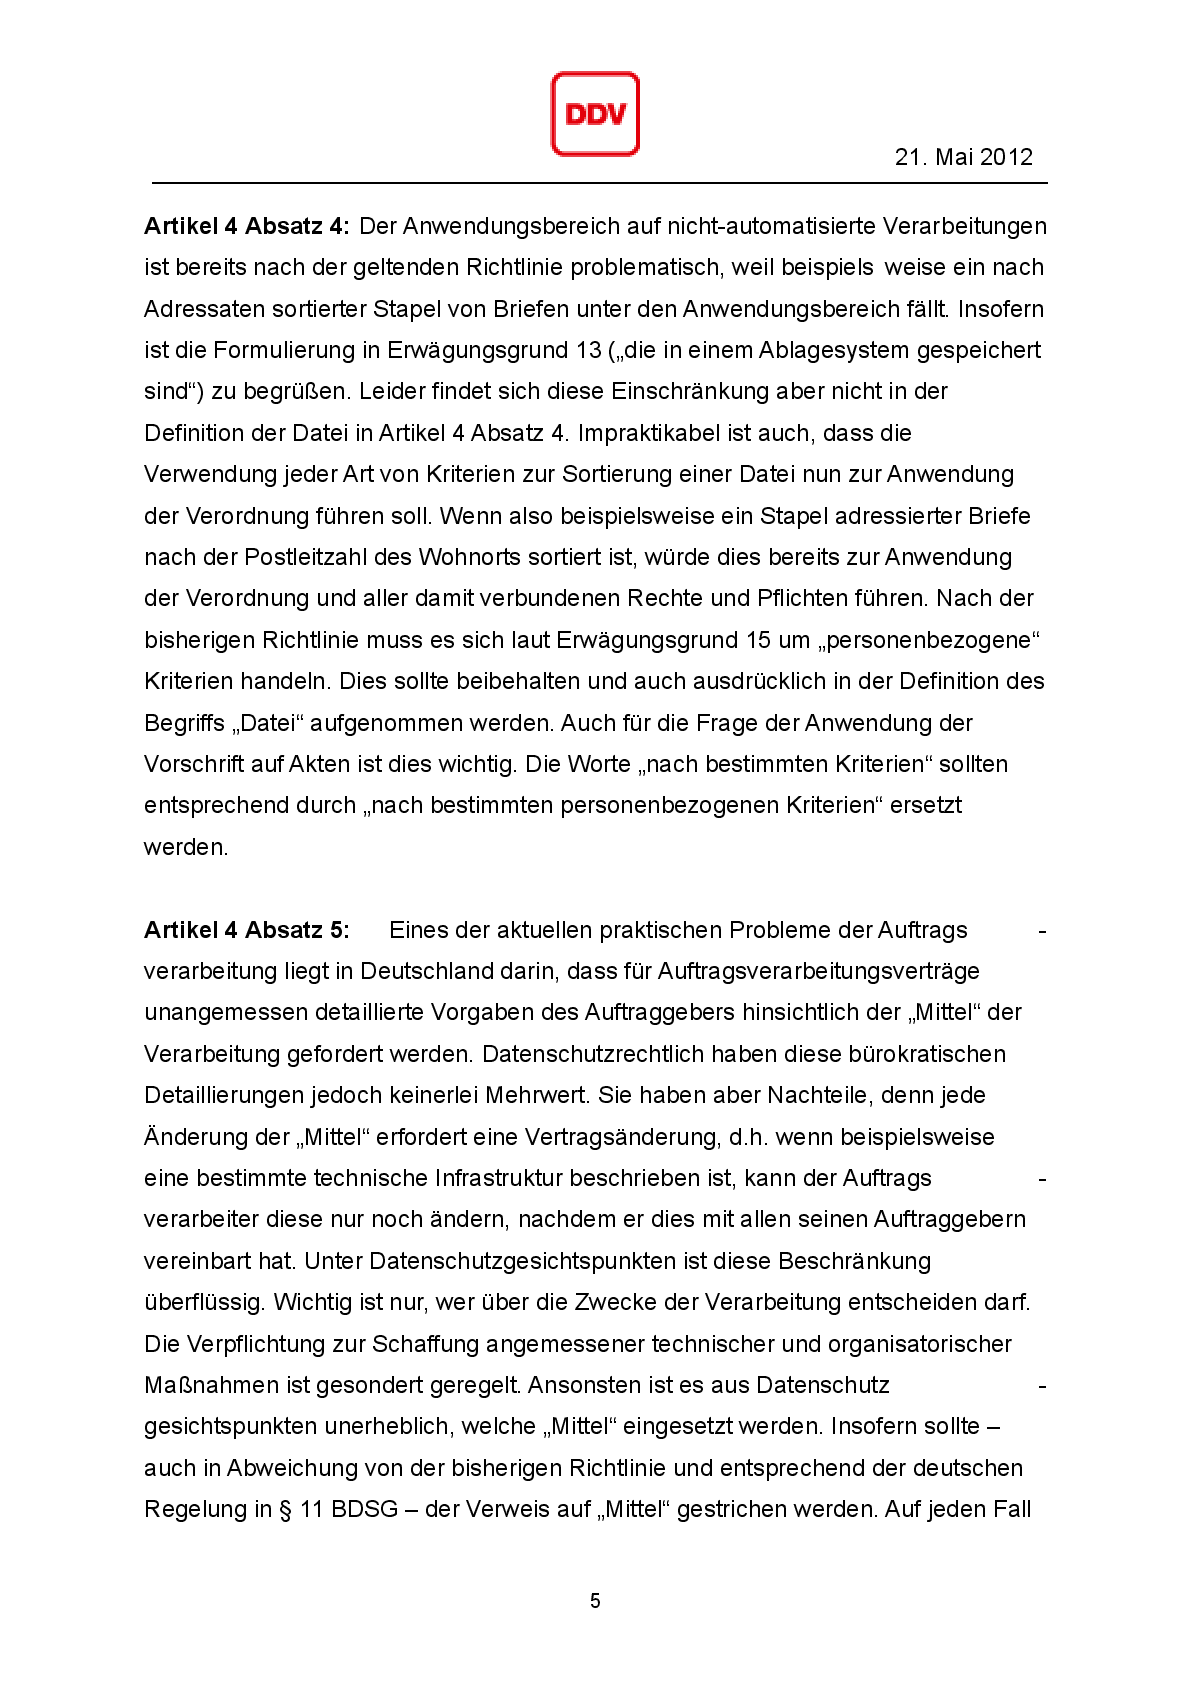 DDV
21. Mai 2012
Artikel 4 Absatz 4: Der Anwendungsbereich auf nicht-automatisierte Verarbeitungen
ist bereits nach der geltenden Richtlinie problematisch, weil beispiels weise ein nach
Adressaten sortierter Stapel von Briefen unter den Anwendungsbereich fällt. Insofern
ist die Formulierung in Erwägungsgrund 13 („die in einem Ablagesystem gespeichert
sind“) zu begrüßen. Leider findet sich diese Einschränkung aber nicht in der
Definition der Datei in Artikel 4 Absatz 4. Impraktikabel ist auch, dass die
Verwendung jeder Art von Kriterien zur Sortierung einer Datei nun zur Anwendung
der Verordnung führen soll. Wenn also beispielsweise ein Stapel adressierter Briefe
nach der Postleitzahl des Wohnorts sortiert ist, würde dies bereits zur Anwendung
der Verordnung und aller damit verbundenen Rechte und Pflichten führen. Nach der
bisherigen Richtlinie muss es sich laut Erwägungsgrund 15 um „personenbezogene“
Kriterien handeln. Dies sollte beibehalten und auch ausdrücklich in der Definition des
Begriffs „Datei“ aufgenommen werden. Auch für die Frage der Anwendung der
Vorschrift auf Akten ist dies wichtig. Die Worte „nach bestimmten Kriterien“ sollten
entsprechend durch „nach bestimmten personenbezogenen Kriterien“ ersetzt
werden.
Artikel 4 Absatz 5: Eines der aktuellen praktischen Probleme der Auftrags -
verarbeitung liegt in Deutschland darin, dass für Auftragsverarbeitungsverträge
unangemessen detaillierte Vorgaben des Auftraggebers hinsichtlich der „Mittel“ der
Verarbeitung gefordert werden. Datenschutzrechtlich haben diese bürokratischen
Detaillierungen jedoch keinerlei Mehrwert. Sie haben aber Nachteile, denn jede
Änderung der „Mittel“ erfordert eine Vertragsänderung, d.h. wenn beispielsweise
eine bestimmte technische Infrastruktur beschrieben ist, kann der Auftrags -
verarbeiter diese nur noch ändern, nachdem er dies mit allen seinen Auftraggebern
vereinbart hat. Unter Datenschutzgesichtspunkten ist diese Beschränkung
überflüssig. Wichtig ist nur, wer über die Zwecke der Verarbeitung entscheiden darf.
Die Verpflichtung zur Schaffung angemessener technischer und organisatorischer
Maßnahmen ist gesondert geregelt. Ansonsten ist es aus Datenschutz -
gesichtspunkten unerheblich, welche „Mittel“ eingesetzt werden. Insofern sollte –
auch in Abweichung von der bisherigen Richtlinie und entsprechend der deutschen
Regelung in § 11 BDSG – der Verweis auf „Mittel“ gestrichen werden. Auf jeden Fall
5